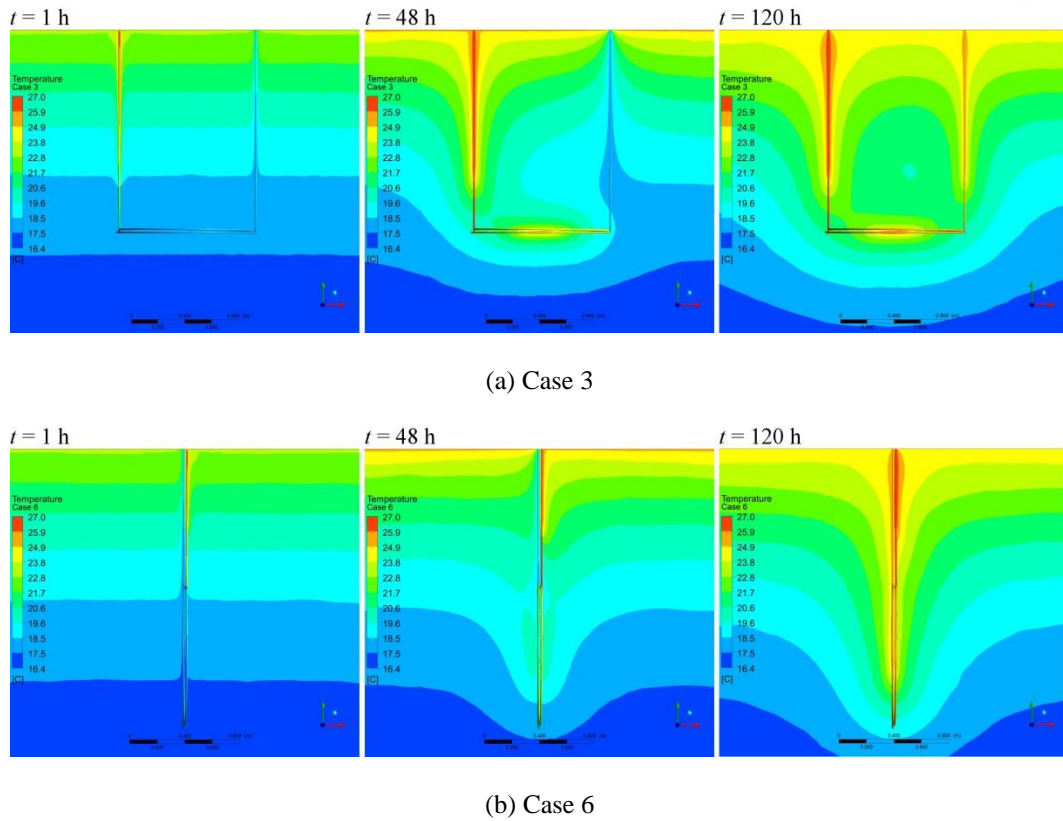 t = 1 h
t = 48 h
t = 120 h
Temperature
Case 3
27.0
25.9
24.9
23.8
22.8
21.7
20.6
19.6
18.5
17.5
16.4
[C]
Temperature
Case 3
27.0
25.9
24.9
23.8
22.8
21.7
20.6
19.6
18.5
17.5
16.4
[C]
Temperature
Case 3
27.0
25.9
24.9
23.8
22.8
21.7
20.6
19.6
18.5
17.5
16.4
[C]
(a) Case 3
t = 1 h
t = 48 h
t = 120 h
Temperature
Case 6
27.0
25.9
24.9
23.8
22.8
21.7
20.6
19.6
18.5
17.5
16.4
[C]
Temperature
Case 6
27.0
25.9
24.9
23.8
22.8
21.7
20.6
19.6
18.5
17.5
16.4
[C]
Temperature
Case 6
27.0
25.9
24.9
23.8
22.8
21.7
20.6
19.6
18.5
17.5
16.4
[C]
(b) Case 6